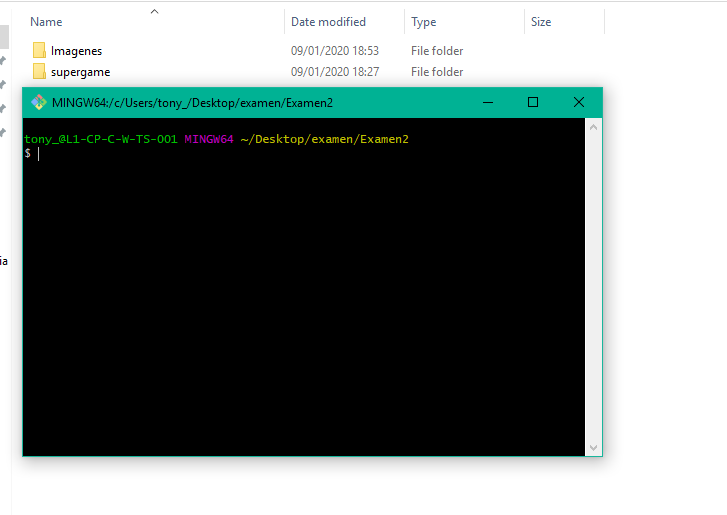 Name Date modified Type Size
Imagenes 09/01/2020 18:53 File folder
supergame 09/01/2020 18:27 File folder
MINGW64:/c/Users/tony_/Desktop/examen/Examen2
tony_@L1-CP-C-W-TS-001 MINGW64 ~/Desktop/examen/Examen2
$
ia